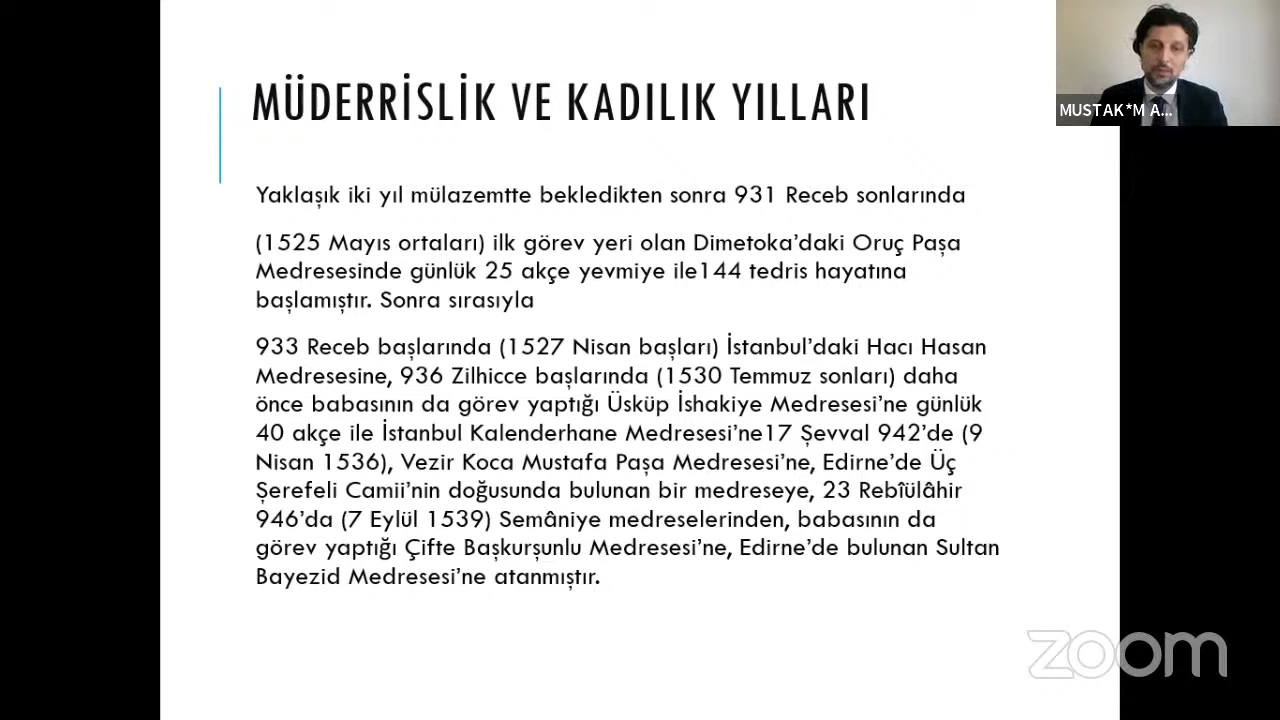 MÜDERRİSLİK VE KADILIK YILLARI
MUSTAK*M A...
Yaklaşık iki yıl mülazemtte bekledikten sonra 931 Receb sonlarında
(1525 Mayıs ortaları) ilk görev yeri olan Dimetoka’daki Oruç Paşa
Medresesinde günlük 25 akçe yevmiye ile144 tedris hayatına
başlamıştır. Sonra sırasıyla
933 Receb başlarında (1527 Nisan başları) İstanbul’daki Hacı Hasan
Medresesine, 936 Zilhicce başlarında (1530 Temmuz sonları) daha
önce babasının da görev yaptığı Üsküp İshakiye Medresesi’ne günlük
40 akçe ile İstanbul Kalenderhane Medresesi’ne17 Şevval 942’de (9
Nisan 1536), Vezir Koca Mustafa Paşa Medresesi’ne, Edirne’de Üç
Şerefeli Camii’nin doğusunda bulunan bir medreseye, 23 Rebîülâhir
946’da (7 Eylül 1539) Semâniye medreselerinden, babasının da
görev yaptığı Çifte Başkurşunlu Medresesi’ne, Edirne’de bulunan Sultan
Bayezid Medresesi’ne atanmıştır.
zoom